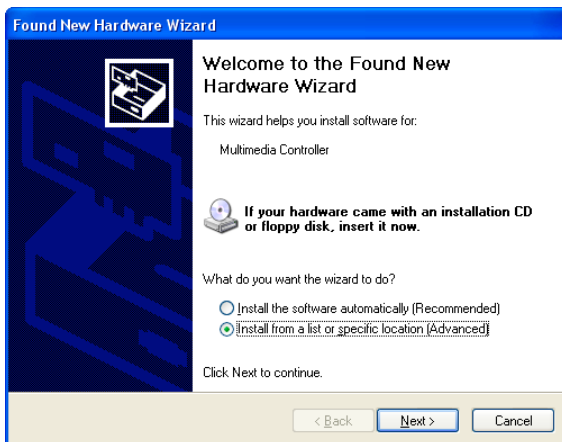 Found New Hardware Wizard
Welcome to the Found New
Hardware Wizard
This wizard helps you install software for:
Multimedia Controller
If your hardware came with an installation CD
or floppy disk, insert it now.
What do you want the wizard to do?
Install the software automatically (Recommended)
Install from a list or specific location (Advanced)
Click Next to continue.
< Back
Next >
Cancel